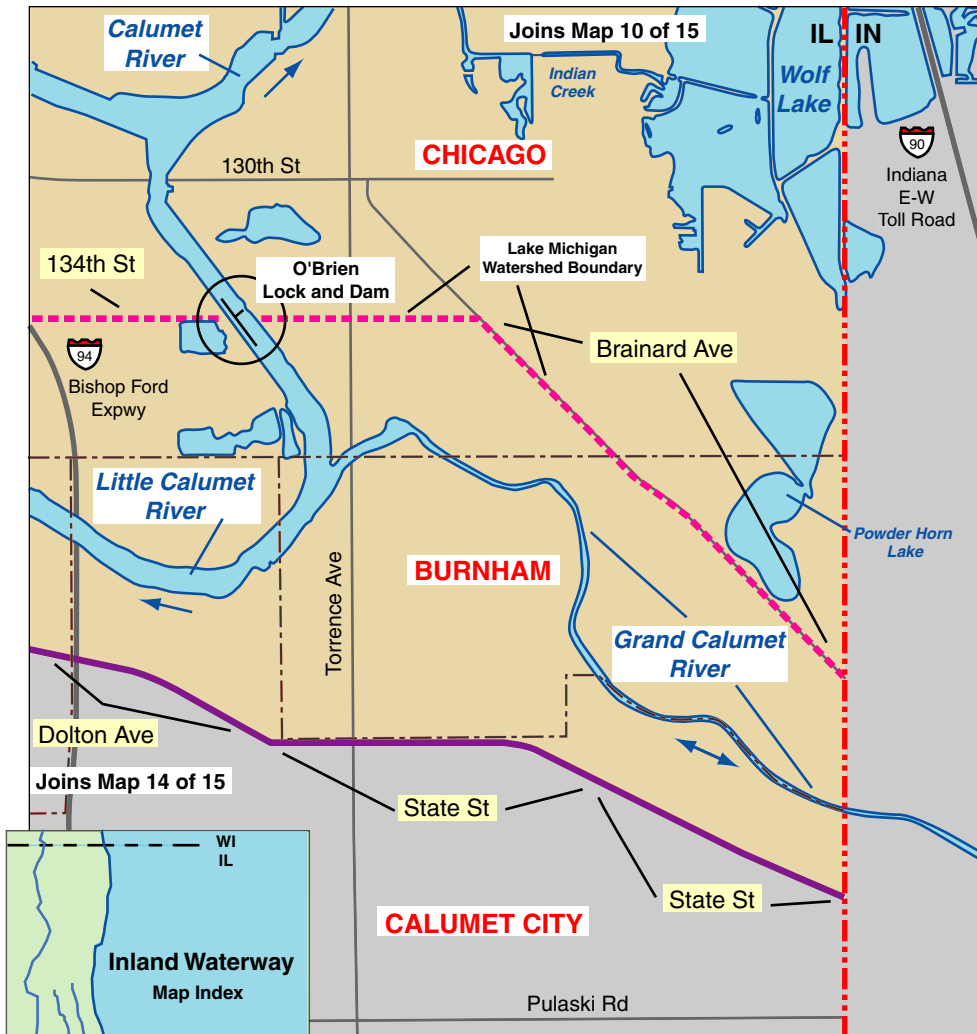 Calumet
River
Joins Map 10 of 15
IL
IN
Indian
Creek
Wolf
Lake
90
Indiana
E-W
Toll Road
CHICAGO
130th St
134th St
O'Brien
Lock and Dam
Lake Michigan
Watershed Boundary
94
Bishop Ford
Expwy
Brainard Ave
Little Calumet
River
Powder Horn
Lake
Torrence Ave
BURNHAM
Grand Calumet
River
Dolton Ave
Joins Map 14 of 15
State St
State St
WI
IL
CALUMET CITY
Inland Waterway
Map Index
Pulaski Rd